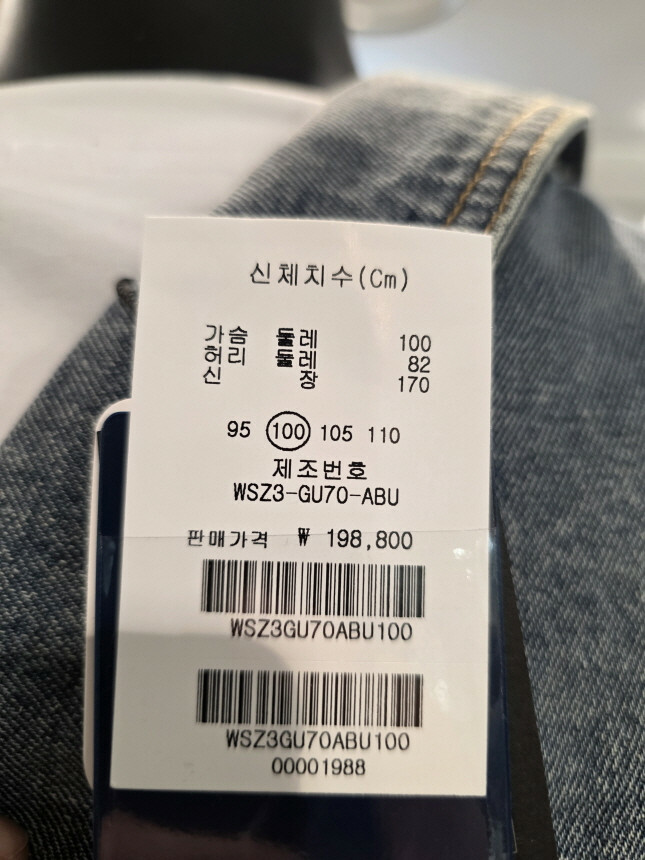 신체치수(Cm)
가슴 둘레 100
허리 둘레 82
신 장 170
95 100 105 110
제조번호
WSZ3-GU70-ABU
판매가격 ₩ 198,800
WSZ3GU70ABU100
WSZ3GU70ABU100
00001988